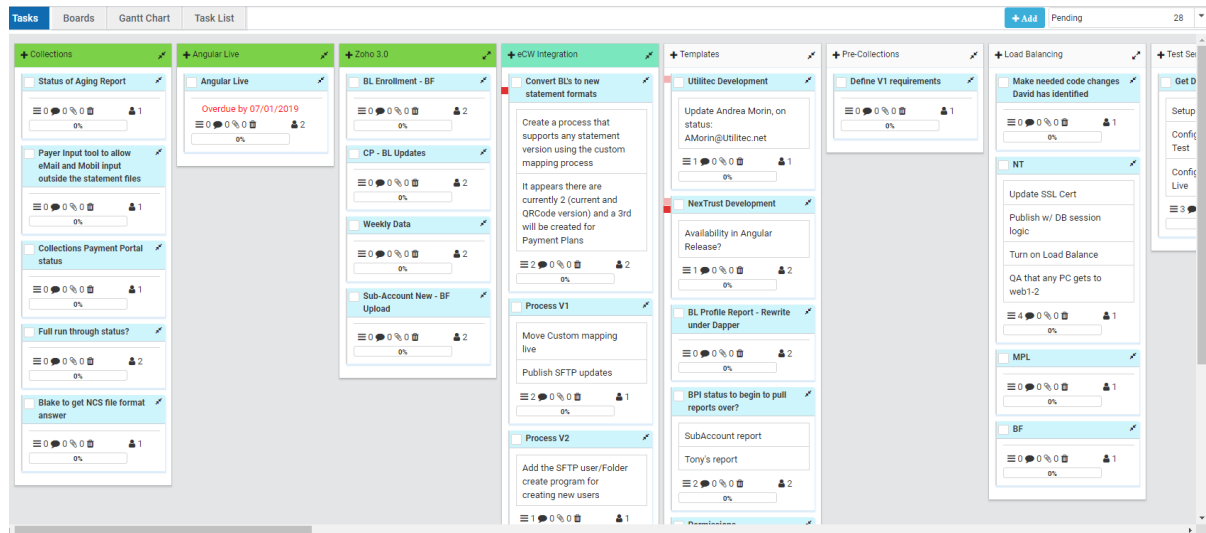 Tasks
Boards
Gantt Chart
Task List
+ Add
Pending
28
+ Collections
Status of Aging Report
0 0 0 1
0%
Payer Input tool to allow
eMail and Mobil input
outside the statement files
0 0 0 1
0%
Collections Payment Portal
status
0 0 0 1
0%
Full run through status?
0 0 0 2
0%
Blake to get NCS file format
answer
0 0 0 1
0%
+ Angular Live
Angular Live
Overdue by 07/01/2019
0 0 0 2
0%
+ Zoho 3.0
BL Enrollment - BF
0 0 0 2
0%
CP - BL Updates
0 0 0 2
0%
Weekly Data
0 0 0 2
0%
Sub-Account New - BF
Upload
0 0 0 2
0%
+ eCW Integration
Convert BL's to new
statement formats
Create a process that
supports any statement
version using the custom
mapping process
It appears there are
currently 2 (current and
QRCode version) and a 3rd
will be created for
Payment Plans
2 0 0 2
0%
Process V1
Move Custom mapping
live
Publish SFTP updates
2 0 0 1
0%
Process V2
Add the SFTP user/Folder
create program for
creating new users
1 0 0 1
+ Templates
Utilitec Development
Update Andrea Morin, on
status:
AMorin@Utilitec.net
1 0 0 1
0%
NexTrust Development
Availability in Angular
Release?
1 0 0 2
0%
BL Profile Report - Rewrite
under Dapper
0 0 0 2
0%
BPI status to begin to pull
reports over?
SubAccount report
Tony's report
2 0 0 2
0%
Permissions
+ Pre-Collections
Define V1 requirements
0 0 0 1
0%
+ Load Balancing
Make needed code changes
David has identified
0 0 0 1
0%
NT
Update SSL Cert
Publish w/ DB session
logic
Turn on Load Balance
QA that any PC gets to
web1-2
4 0 0 1
0%
MPL
0 0 0 1
0%
BF
0 0 0 1
0%
+ Test Se
Get D
Setup
Config
Test
Config
Live
3